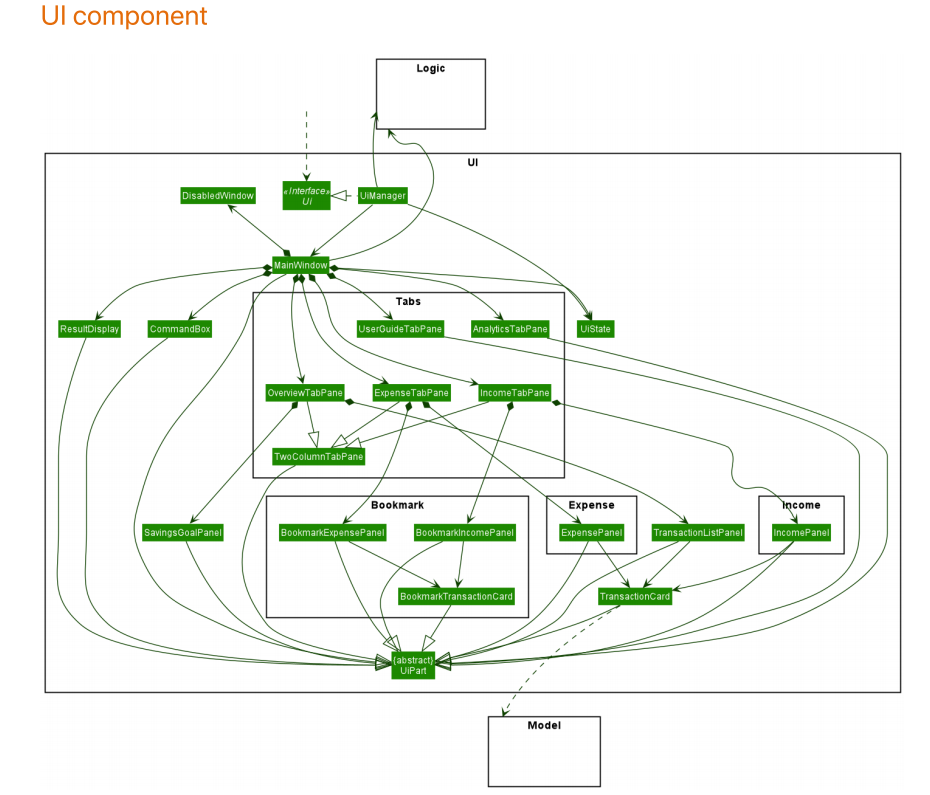 UI component
Logic
UI
DisabledWindow
«Interface»
Ui
UiManager
MainWindow
Tabs
ResultDisplay
CommandBox
UserGuideTabPane
AnalyticsTabPane
UiState
OverviewTabPane
ExpenseTabPane
IncomeTabPane
TwoColumnTabPane
Bookmark
Expense
Income
SavingsGoalPanel
BookmarkExpensePanel
BookmarkIncomePanel
ExpensePanel
TransactionListPanel
IncomePanel
BookmarkTransactionCard
TransactionCard
{abstract}
UiPart
Model